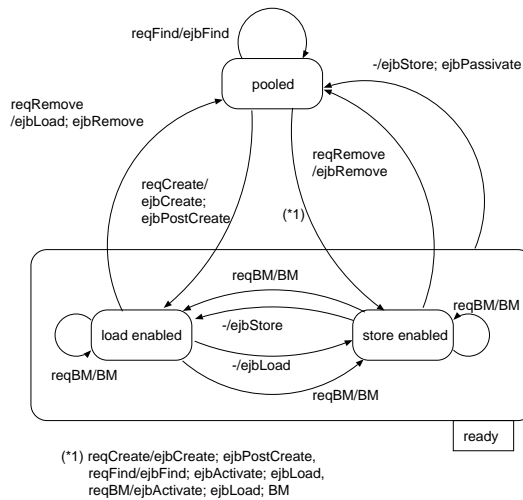 reqFind/ejbFind
pooled
-/ejbStore; ejbPassivate
reqRemove
/ejbLoad; ejbRemove
reqRemove
/ejbRemove
reqCreate/
ejbCreate;
ejbPostCreate
(*1)
reqBM/BM
reqBM/BM
load enabled
-/ejbStore
store enabled
-/ejbLoad
reqBM/BM
reqBM/BM
ready
(*1) reqCreate/ejbCreate; ejbPostCreate,
reqFind/ejbFind; ejbActivate; ejbLoad,
reqBM/ejbActivate; ejbLoad; BM